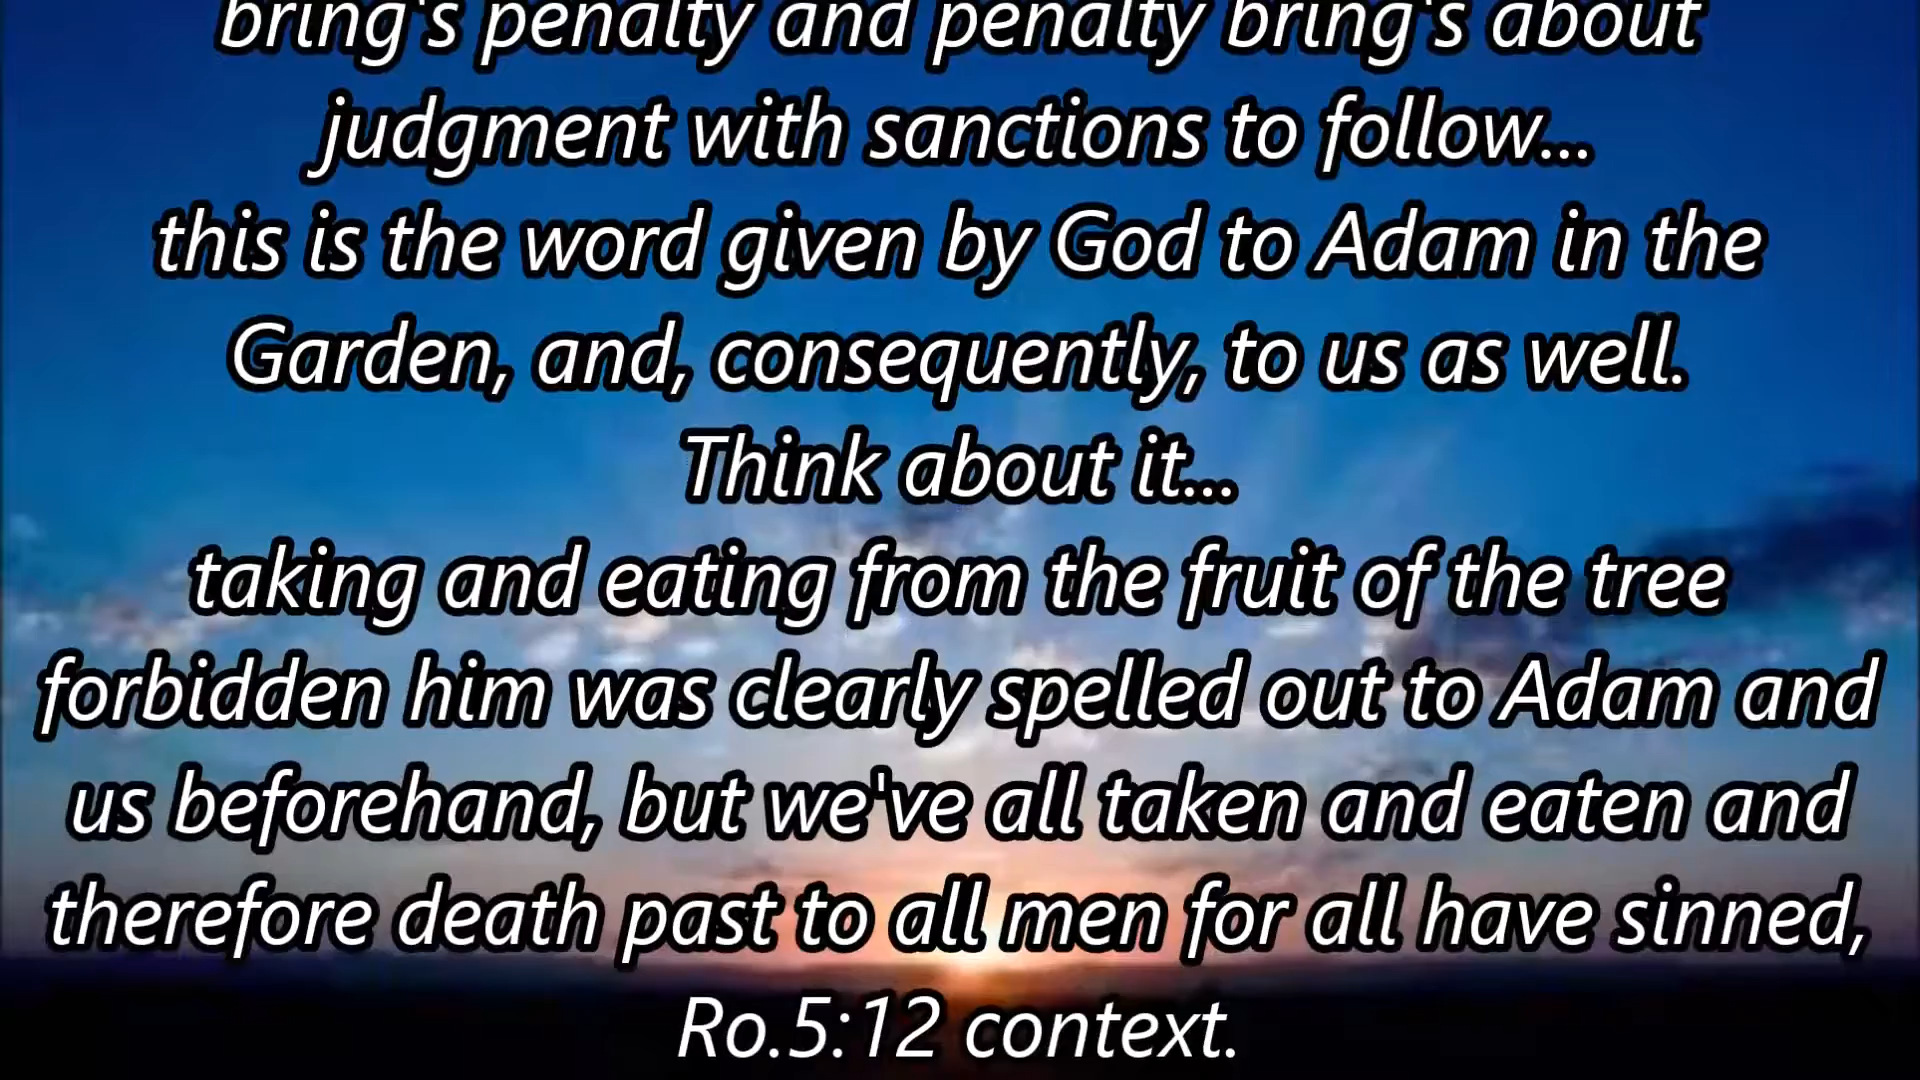 bring's penalty and penalty bring's about
judgment with sanctions to follow...
this is the word given by God to Adam in the
Garden, and, consequently, to us as well.
Think about it...
taking and eating from the fruit of the tree
forbidden him was clearly spelled out to Adam and
us beforehand, but we've all taken and eaten and
therefore death past to all men for all have sinned,
Ro.5:12 context.